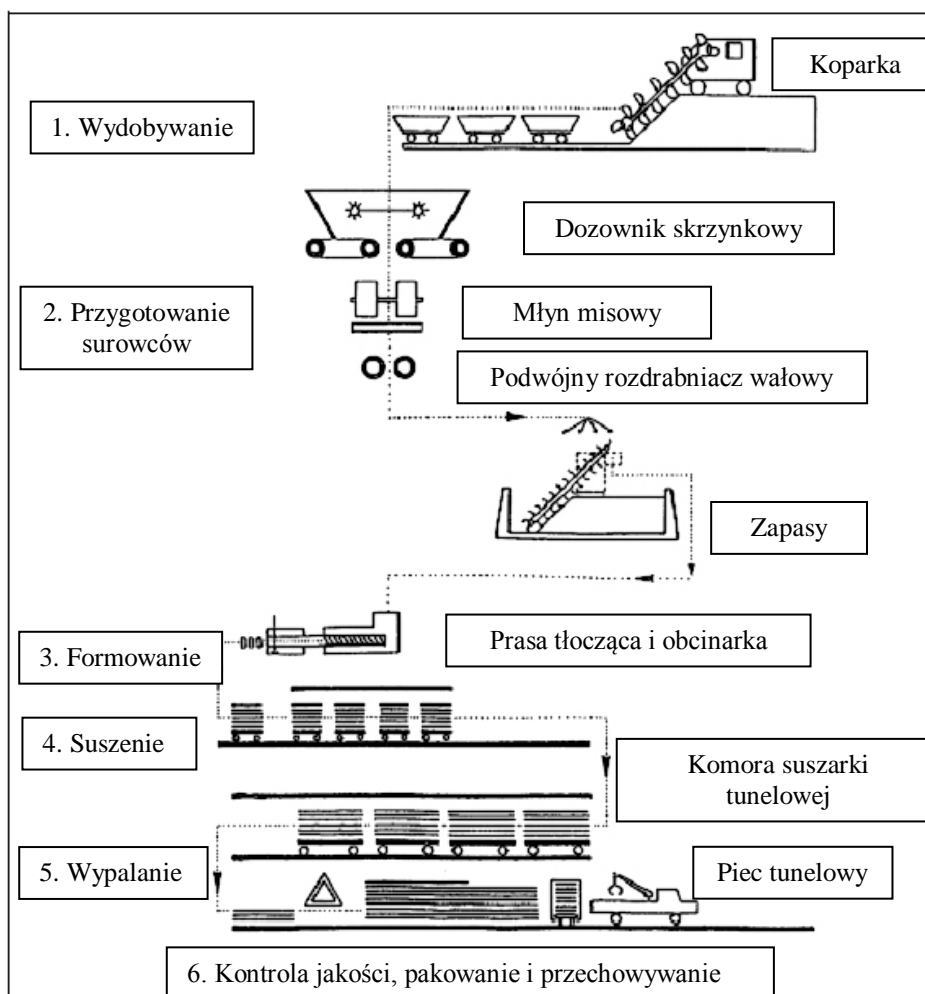 Koparka
1. Wydobywanie
Dozownik skrzynkowy
2. Przygotowanie
surowców
Młyn misowy
Podwójny rozdrabniacz wałowy
Zapasy
3. Formowanie
Prasa tłocząca i obcinarka
4. Suszenie
Komora suszarki
tunelowej
5. Wypalanie
Piec tunelowy
6. Kontrola jakości, pakowanie i przechowywanie